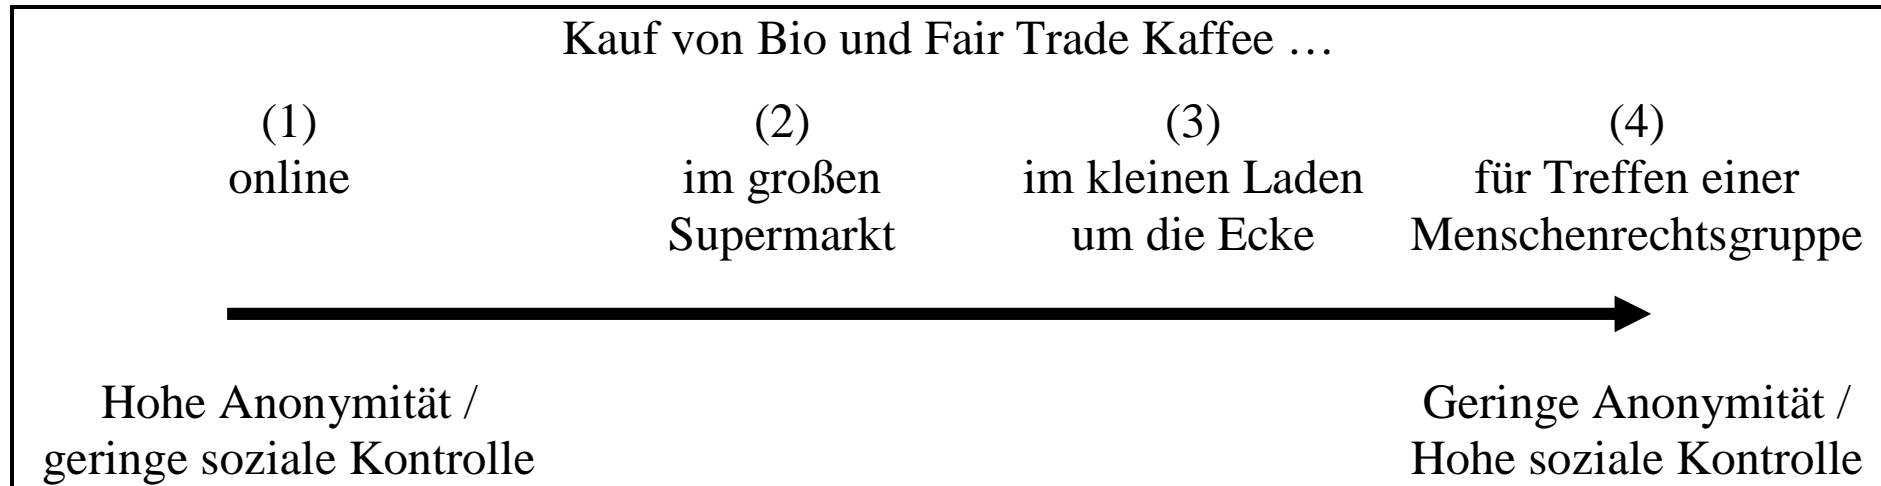 Kauf von Bio und Fair Trade Kaffee …
(1)
online
(2)
im großen
Supermarkt
(3)
im kleinen Laden
um die Ecke
(4)
für Treffen einer
Menschenrechtsgruppe
Hohe Anonymität /
geringe soziale Kontrolle
Geringe Anonymität /
Hohe soziale Kontrolle